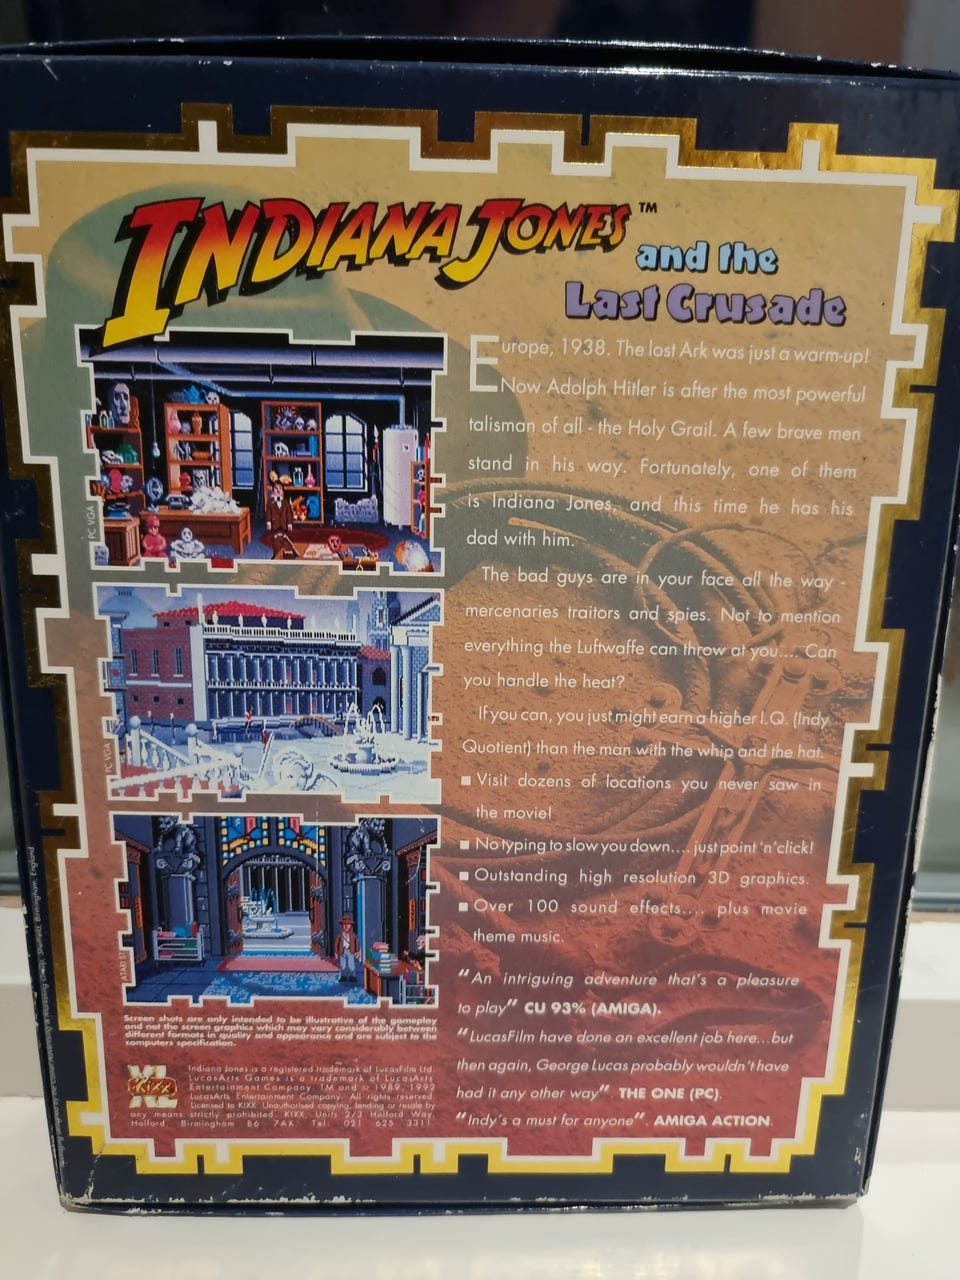 INDIANA JONES™
and the
Last Crusade
Europe, 1938. The lost Ark was just a warm-up!
Now Adolph Hitler is after the most powerful
talisman of all - the Holy Grail. A few brave men
stand in his way. Fortunately, one of them
is Indiana Jones, and this time he has his
dad with him.
The bad guys are in your face all the way -
mercenaries traitors and spies. Not to mention
everything the Luftwaffe can throw at you.... Can
you handle the heat?
If you can, you just might earn a higher I.Q. (Indy
Quotient) than the man with the whip and the hat.
■ Visit dozens of locations you never saw in
the movie!
■ No typing to slow you down.... just point 'n' click!
■ Outstanding high resolution 3D graphics.
■ Over 100 sound effects.... plus movie
theme music.
"An intriguing adventure that's a pleasure
to play" CU 93% (AMIGA).
"LucasFilm have done an excellent job here...but
then again, George Lucas probably wouldn't have
had it any other way". THE ONE (PC).
"Indy's a must for anyone". AMIGA ACTION.
PC VGA
PC VGA
ATARI ST
Screen shots are only intended to be illustrative of the gameplay
and not the screen graphics which may vary considerably between
different formats in quality and appearance and are subject to the
computers specification.
XL
KIXX
Indiana Jones is a registered trademark of LucasFilm Ltd.
LucasArts Games is a trademark of LucasArts
Entertainment Company. TM and © 1989, 1992
LucasArts Entertainment Company. All rights reserved.
Licensed to KIXX. Unauthorised copying, lending or resale by
any means strictly prohibited. KIXX, Units 2/3 Holford Way,
Holford, Birmingham B6 7AX. Tel: 021 625 3311
Birmingham, England